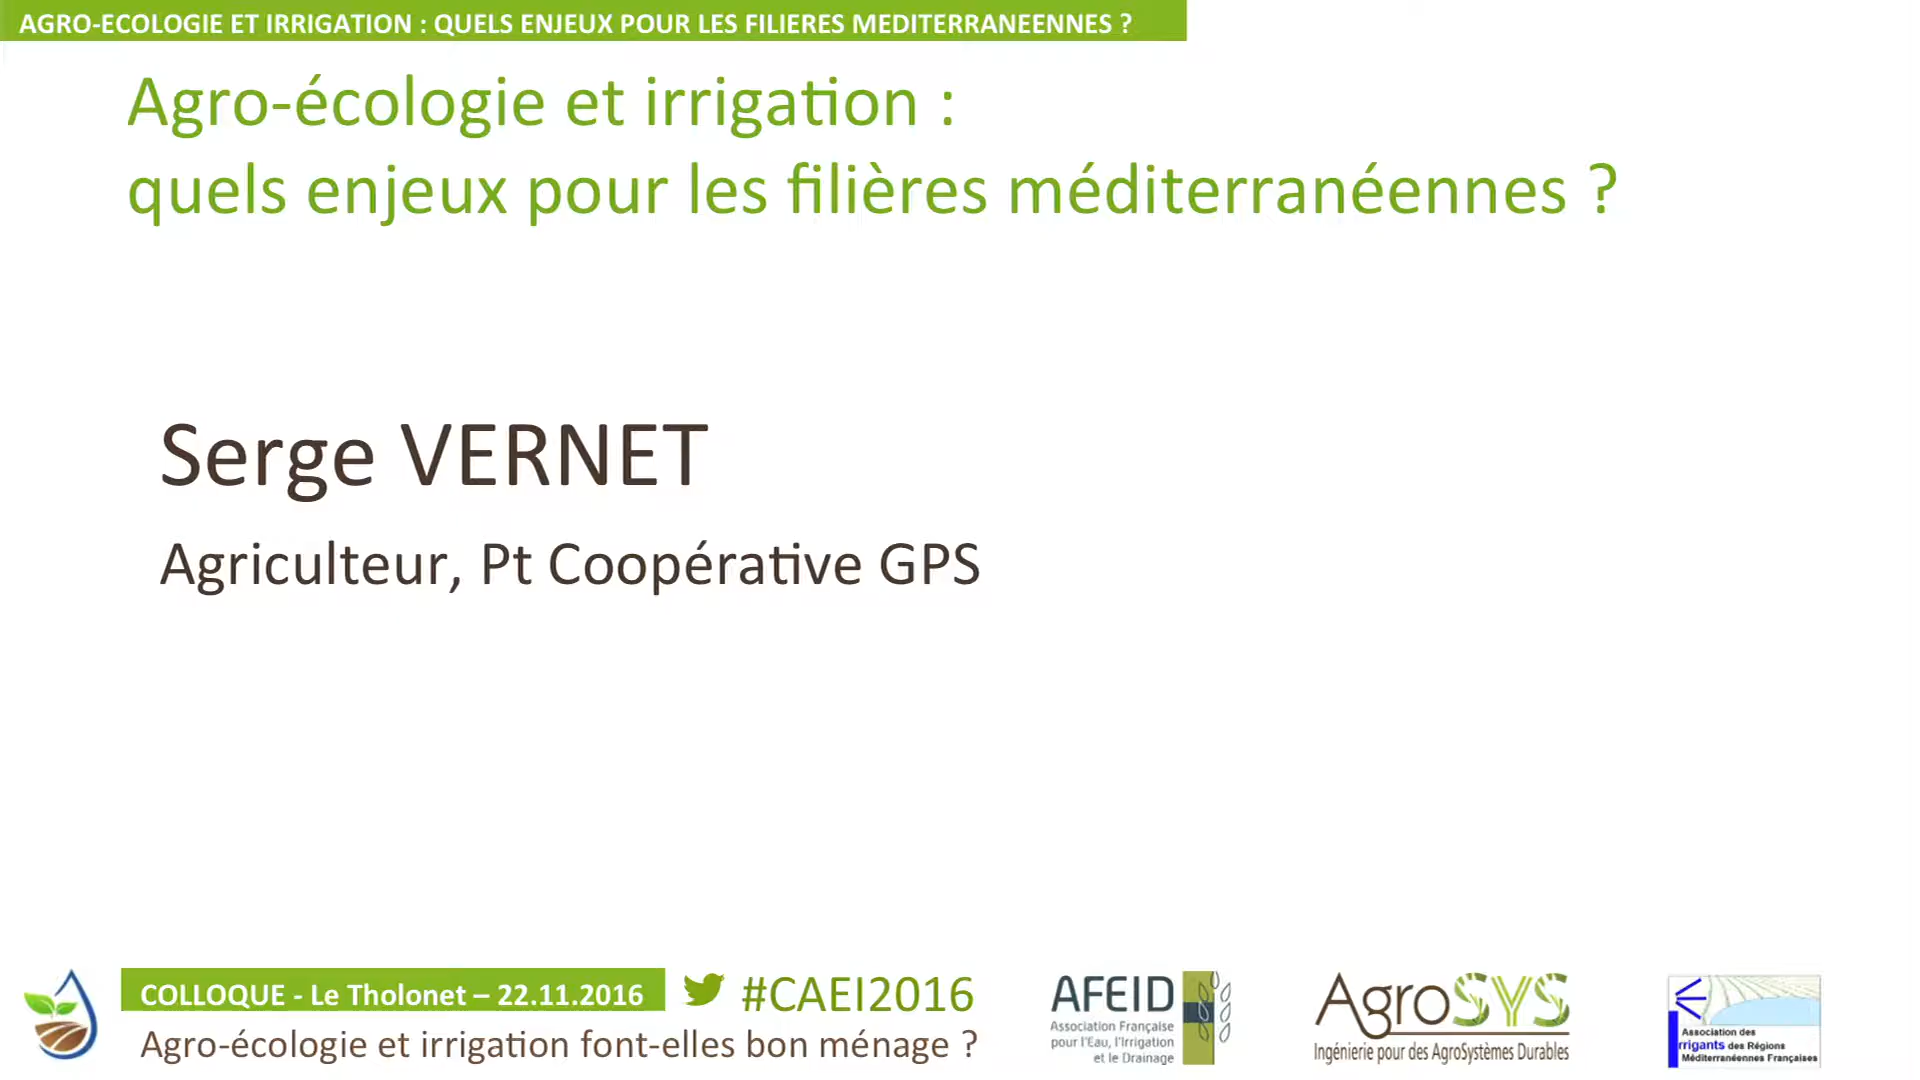 AGRO-ECOLOGIE ET IRRIGATION : QUELS ENJEUX POUR LES FILIERES MEDITERRANEENNES ?
Agro-écologie et irrigation :
quels enjeux pour les filières méditerranéennes ?
Serge VERNET
Agriculteur, Pt Coopérative GPS
COLLOQUE - Le Tholonet – 22.11.2016
#CAEI2016
Agro-écologie et irrigation font-elles bon ménage ?
AFEID
Association Française
pour l'Eau, l'Irrigation
et le Drainage
AgroSYS
Ingénierie pour des AgroSystèmes Durables
Association des
Irrigants des Régions
Méditerranéennes Françaises